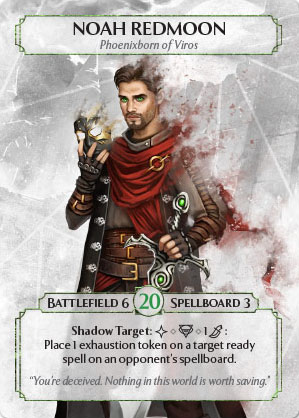 NOAH REDMOON
Phoenixborn of Viros
BATTLEFIELD 6 20 SPELLBOARD 3
Shadow Target: 1 :
Place 1 exhaustion token on a target ready
spell on an opponent's spellboard.
“You're deceived. Nothing in this world is worth saving.”